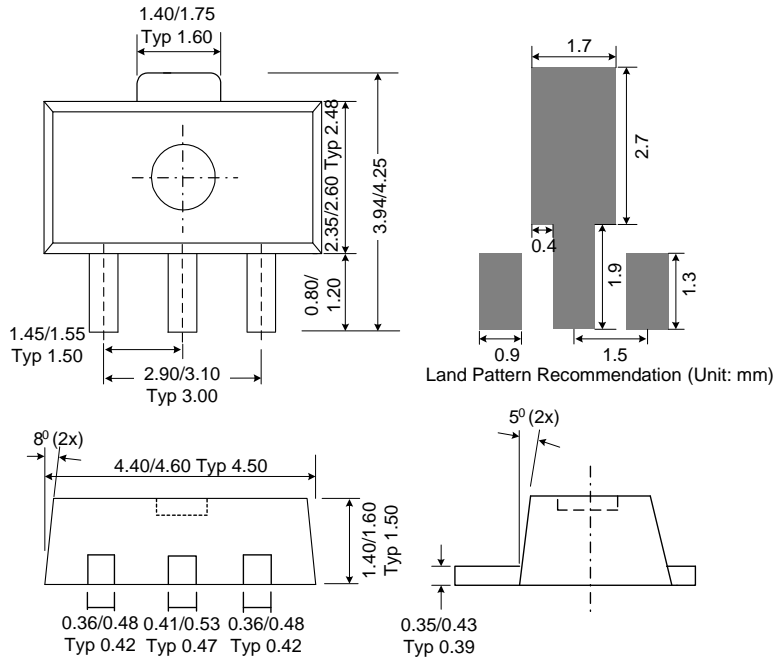 1.40/1.75
Typ 1.60
2.35/2.60 Typ 2.48
3.94/4.25
0.80/
1.20
1.45/1.55
Typ 1.50
2.90/3.10
Typ 3.00
1.7
2.7
0.4
1.9
1.3
0.9
1.5
Land Pattern Recommendation (Unit: mm)
8⁰ (2x)
4.40/4.60 Typ 4.50
1.40/1.60
Typ 1.50
0.36/0.48
Typ 0.42
0.41/0.53
Typ 0.47
0.36/0.48
Typ 0.42
5⁰ (2x)
0.35/0.43
Typ 0.39